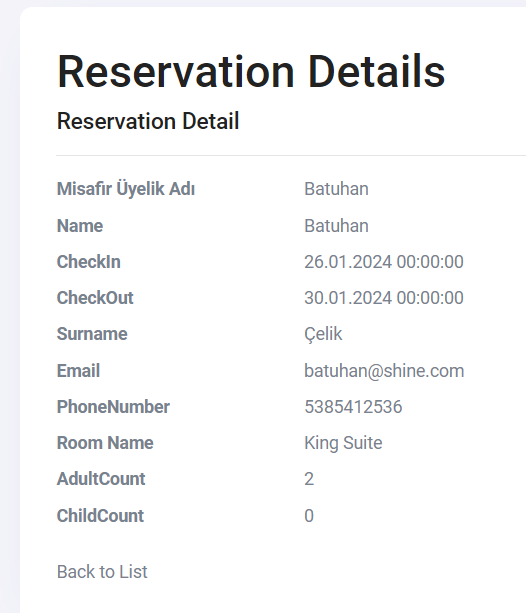 Reservation Details
Reservation Detail
Misafir Üyelik Adı Batuhan
Name Batuhan
CheckIn 26.01.2024 00:00:00
CheckOut 30.01.2024 00:00:00
Surname Çelik
Email batuhan@shine.com
PhoneNumber 5385412536
Room Name King Suite
AdultCount 2
ChildCount 0
Back to List